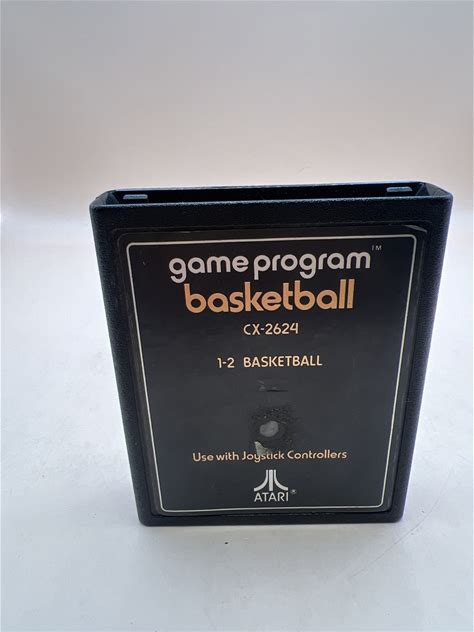 game program™
basketball
CX-2624
1-2 BASKETBALL
Use with Joystick Controllers
ATARI®